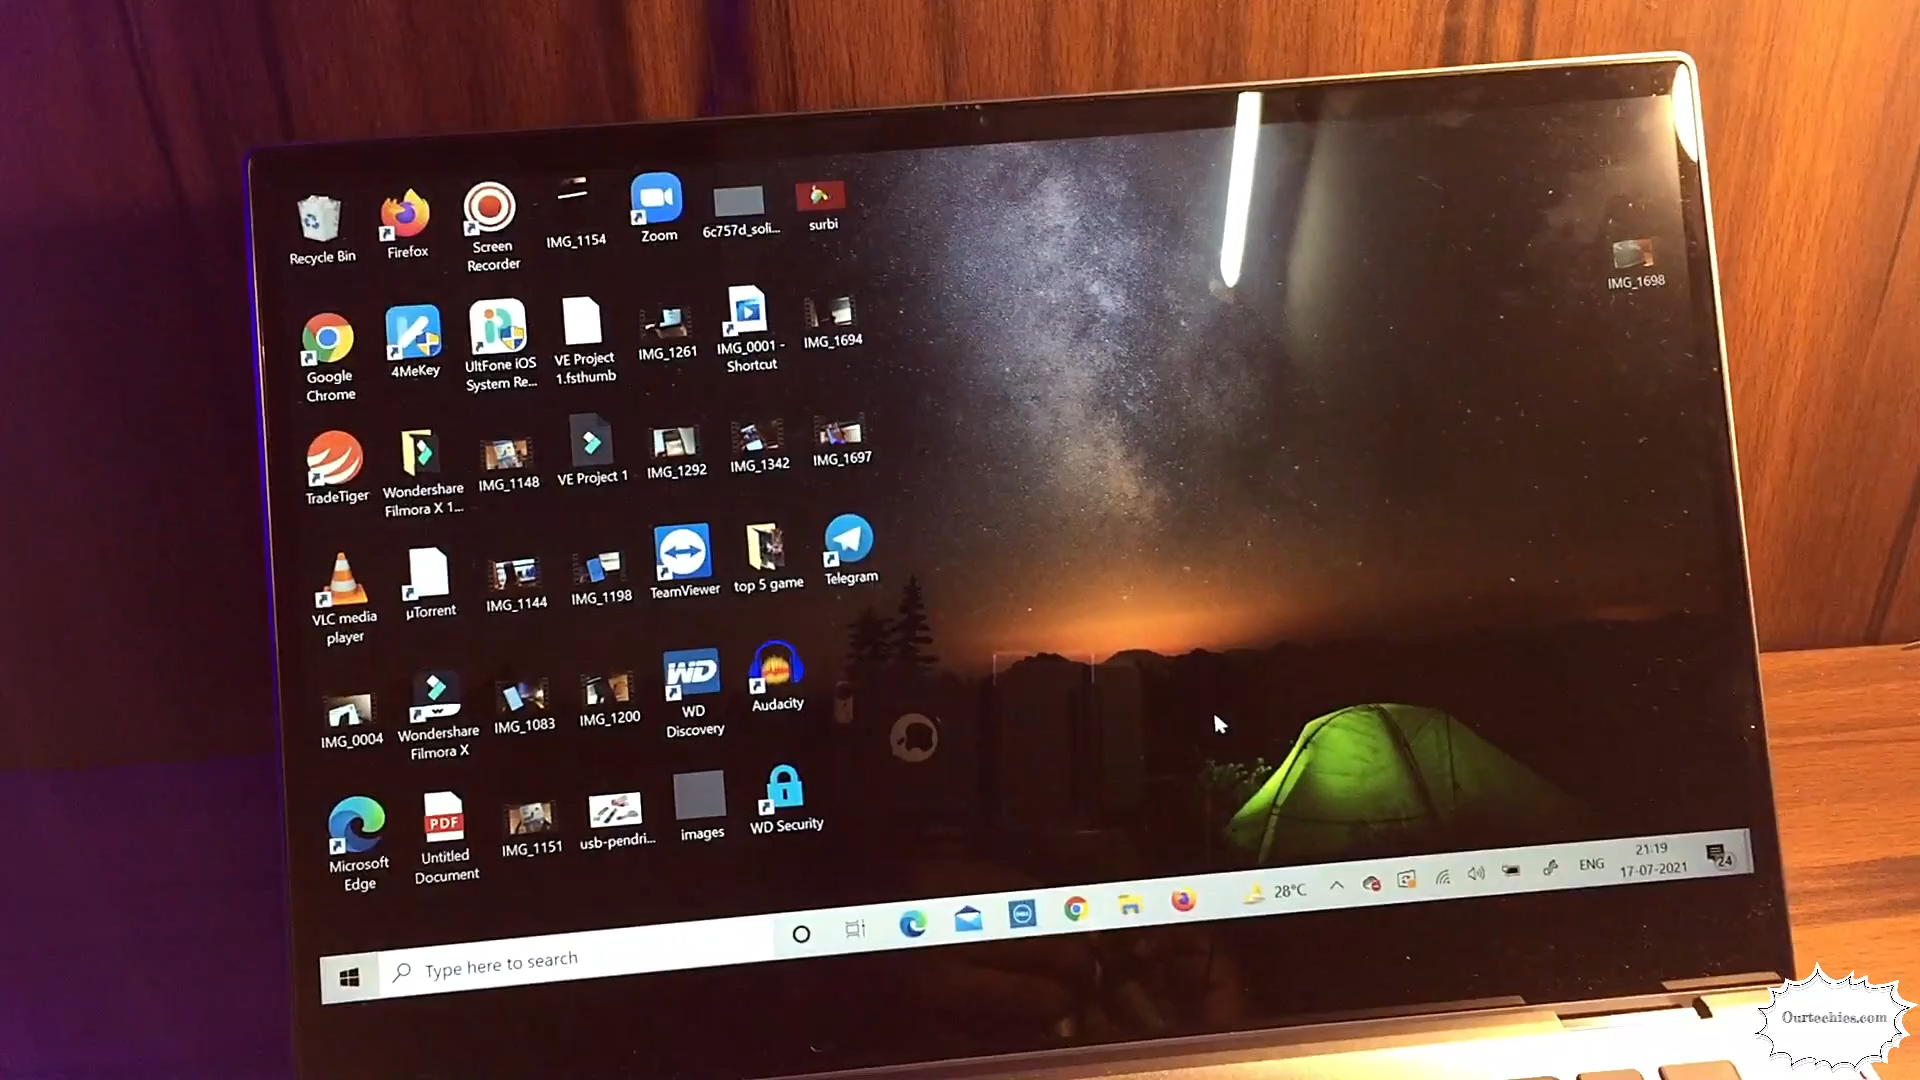 Recycle Bin
Firefox
Screen
Recorder
IMG_1154
Zoom
6c757d_soli...
surbi
IMG_1698
Google
Chrome
4MeKey
UltFone iOS
System Re...
VE Project
1.fsthumb
IMG_1261
IMG_0001 -
Shortcut
IMG_1694
TradeTiger
Wondershare
Filmora X 1...
IMG_1148
VE Project 1
IMG_1292
IMG_1342
IMG_1697
VLC media
player
µTorrent
IMG_1144
IMG_1198
TeamViewer
top 5 game
Telegram
IMG_0004
Wondershare
Filmora X
IMG_1083
IMG_1200
WD
WD
Discovery
Audacity
Microsoft
Edge
PDF
Untitled
Document
IMG_1151
usb-pendri...
images
WD Security
Type here to search
DELL
28°C
ENG
21:19
17-07-2021
24
Ourtechies.com